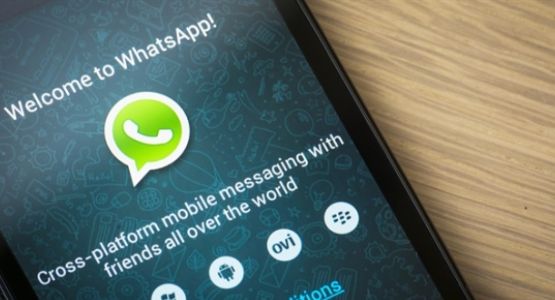 Welcome to WhatsApp!
Cross-platform mobile messaging with
friends all over the world
ovi